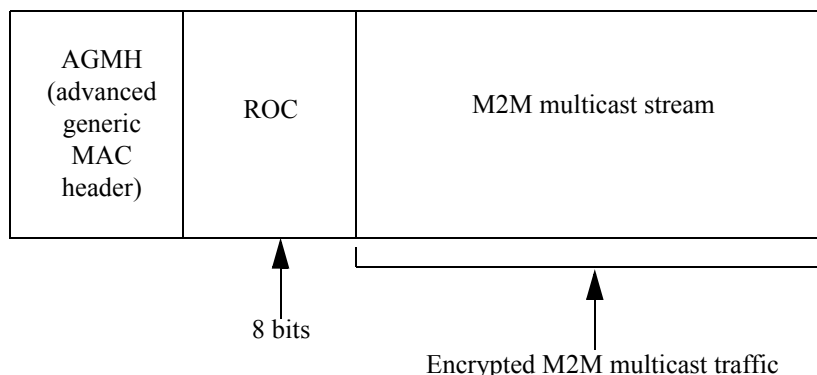 AGMH
(advanced
generic
MAC
header)
ROC
M2M multicast stream
8 bits
Encrypted M2M multicast traffic